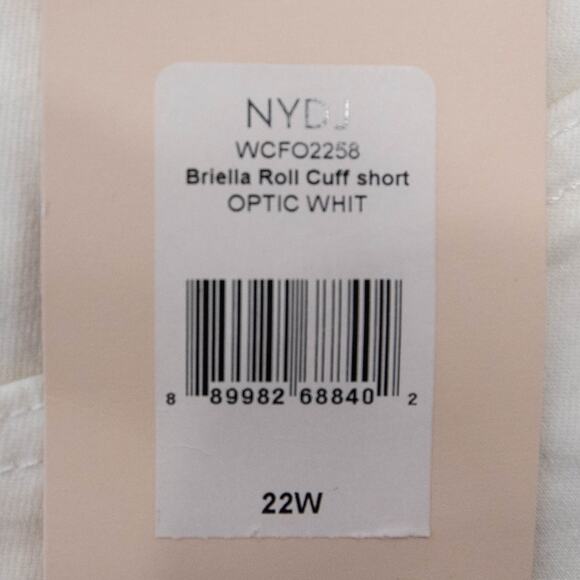 NYDJ
WCFO2258
Briella Roll Cuff short
OPTIC WHIT
8 89982 68840 2
22W